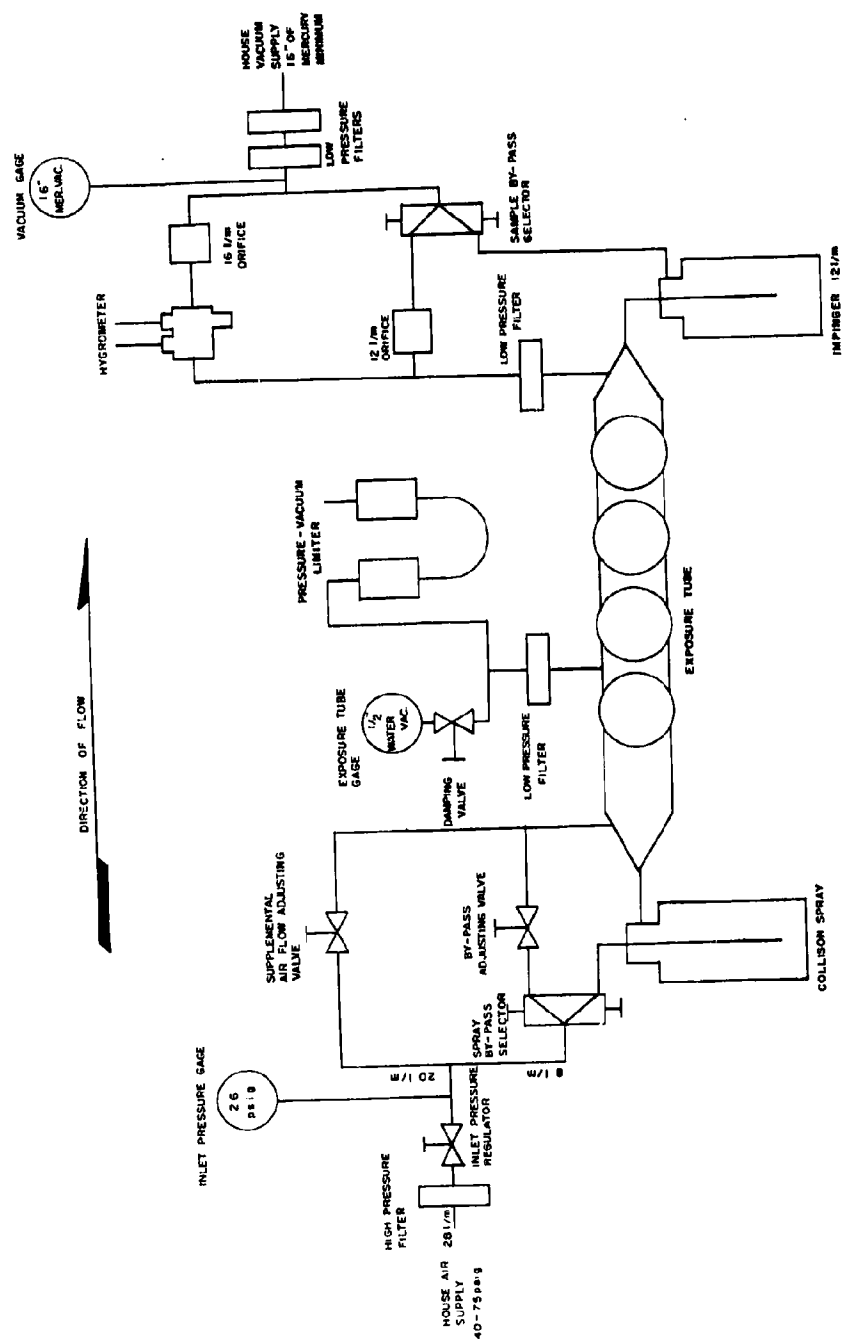 DIRECTION OF FLOW
HOUSE AIR
SUPPLY
40-75 psig
28 l/m
HIGH PRESSURE
FILTER
INLET PRESSURE
REGULATOR
INLET PRESSURE GAGE
26
psig
20 l/m
8 l/m
SUPPLEMENTAL
AIR FLOW ADJUSTING
VALVE
SPRAY
BY-PASS
SELECTOR
BY-PASS
ADJUSTING VALVE
COLLISON SPRAY
EXPOSURE TUBE
GAGE
1/2"
WATER
VAC.
DAMPING
VALVE
PRESSURE-VACUUM
LIMITER
LOW PRESSURE
FILTER
EXPOSURE TUBE
HYGROMETER
16 l/m
ORIFICE
12 l/m
ORIFICE
LOW PRESSURE
FILTER
SAMPLE BY-PASS
SELECTOR
IMPINGER 12 l/m
VACUUM GAGE
16"
MER.VAC.
LOW
PRESSURE
FILTERS
HOUSE
VACUUM
SUPPLY
16" OF
MERCURY
MINIMUM